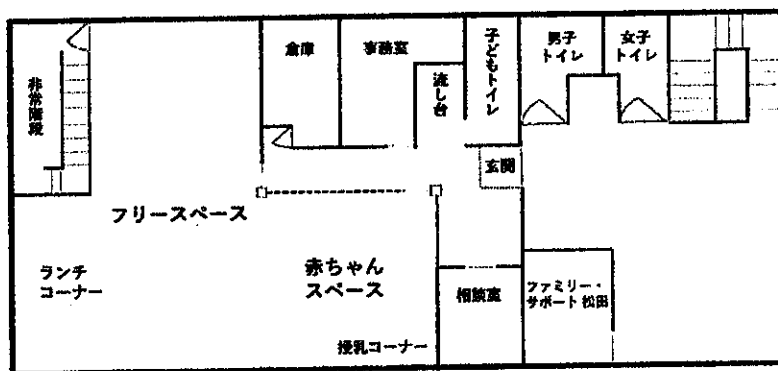 非常階段
倉庫
事務室
流し台
子どもトイレ
男子
トイレ
女子
トイレ
玄関
フリースペース
ランチ
コーナー
赤ちゃん
スペース
授乳コーナー
相談室
ファミリー・
サポート松田